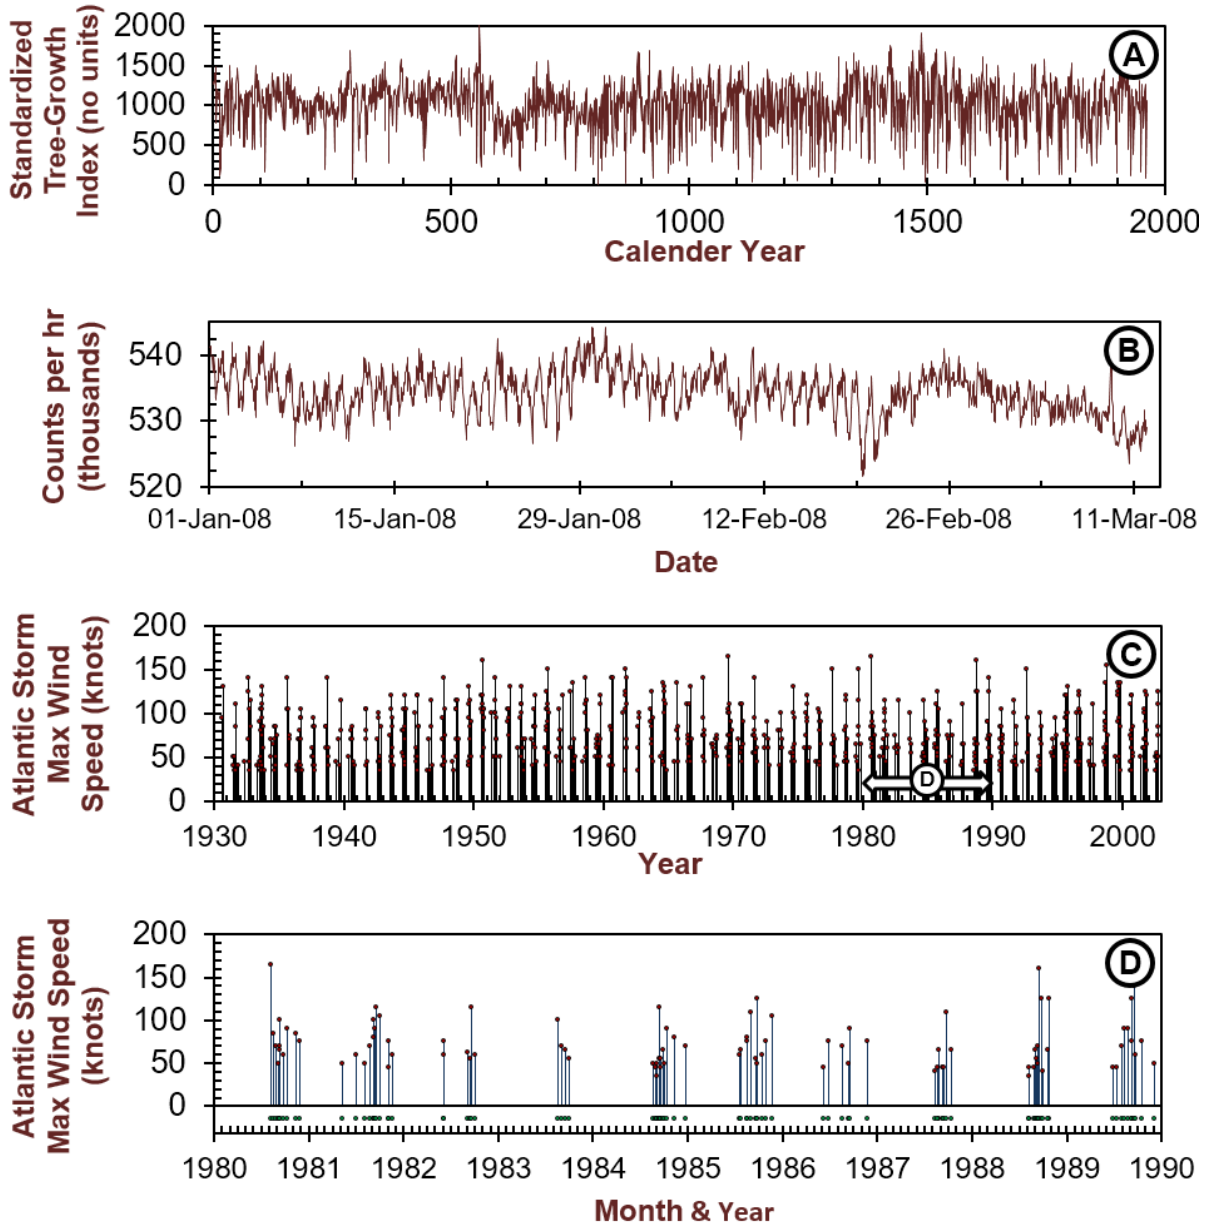 Standardized
Tree-Growth
Index (no units)
2000
1500
1000
500
0
A
0 500 1000 1500 2000
Calender Year
Counts per hr
(thousands)
540
530
520
B
01-Jan-08 15-Jan-08 29-Jan-08 12-Feb-08 26-Feb-08 11-Mar-08
Date
Atlantic Storm
Max Wind
Speed (knots)
200
150
100
50
0
C
D
1930 1940 1950 1960 1970 1980 1990 2000
Year
Atlantic Storm
Max Wind Speed
(knots)
200
150
100
50
0
D
1980 1981 1982 1983 1984 1985 1986 1987 1988 1989 1990
Month & Year